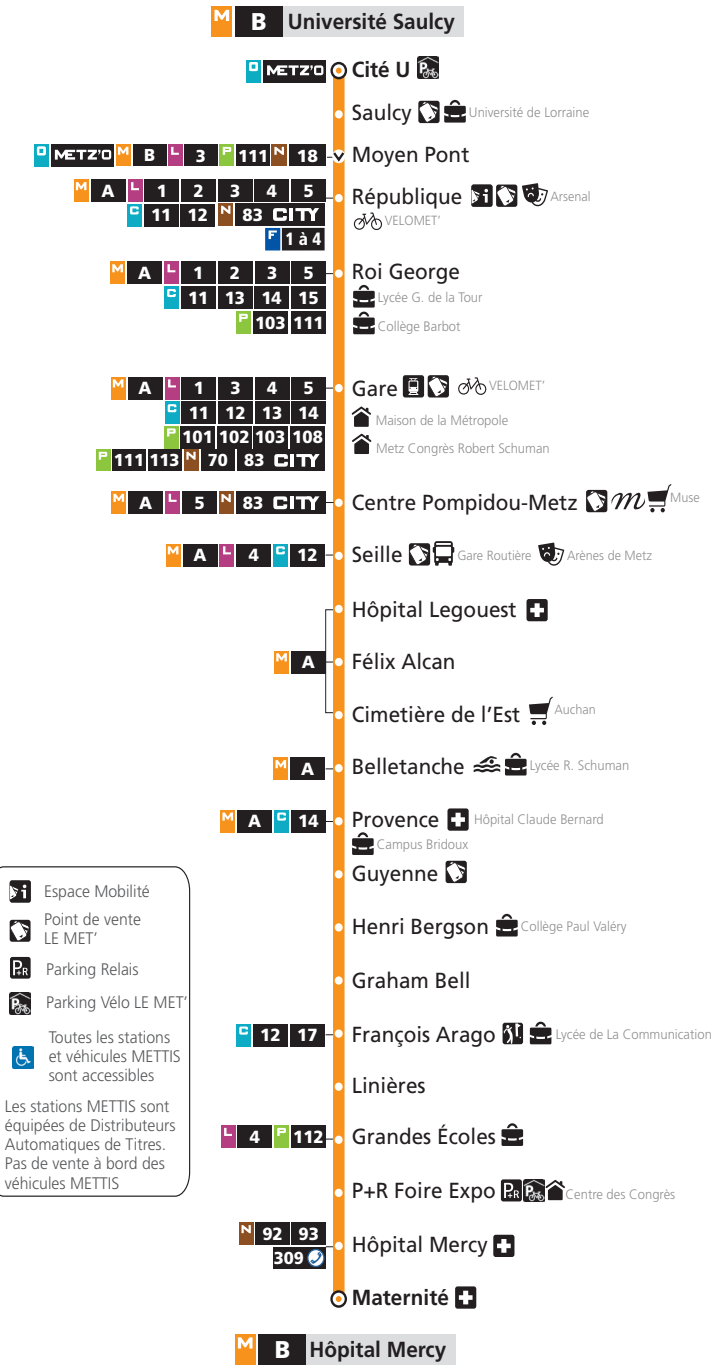 M B Université Saulcy
O METZ'O Cité U P
Saulcy Université de Lorraine
O METZ'O M B L 3 P 111 N 18 Moyen Pont
M A L 1 2 3 4 5 République i Arsenal
C 11 12 N 83 CITY VELOMET'
F 1 à 4
M A L 1 2 3 5 Roi George
C 11 13 14 15 Lycée G. de la Tour
P 103 111 Collège Barbot
M A L 1 3 4 5 Gare VELOMET'
C 11 12 13 14 Maison de la Métropole
P 101 102 103 108 Metz Congrès Robert Schuman
P 111 113 N 70 83 CITY
M A L 5 N 83 CITY Centre Pompidou-Metz m Muse
M A L 4 C 12 Seille Gare Routière Arènes de Metz
Hôpital Legouest
M A Félix Alcan
Cimetière de l'Est Auchan
M A Belletanche Lycée R. Schuman
M A C 14 Provence Hôpital Claude Bernard
Campus Bridoux
Guyenne
Henri Bergson Collège Paul Valéry
Graham Bell
C 12 17 François Arago Lycée de La Communication
Linières
L 4 P 112 Grandes Écoles
P+R Foire Expo P+R P Centre des Congrès
N 92 93 Hôpital Mercy
309
Maternité
M B Hôpital Mercy
i Espace Mobilité
Point de vente
LE MET'
P+R Parking Relais
P Parking Vélo LE MET'
Toutes les stations
et véhicules METTIS
sont accessibles
Les stations METTIS sont
équipées de Distributeurs
Automatiques de Titres.
Pas de vente à bord des
véhicules METTIS